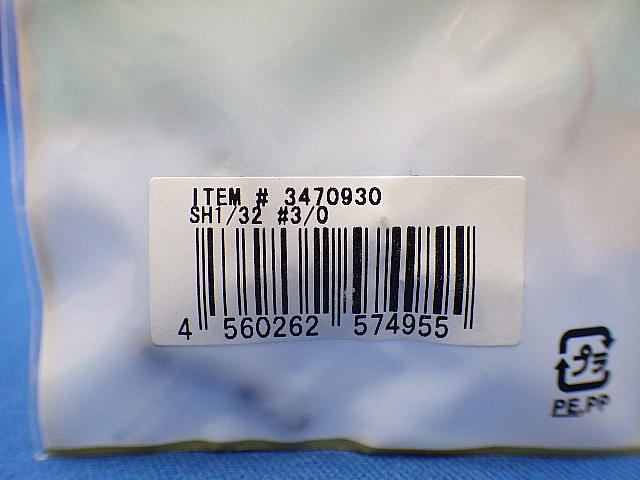 ITEM # 3470930
SH1/32 #3/0
4 560262 574955
プラ
PE,PP